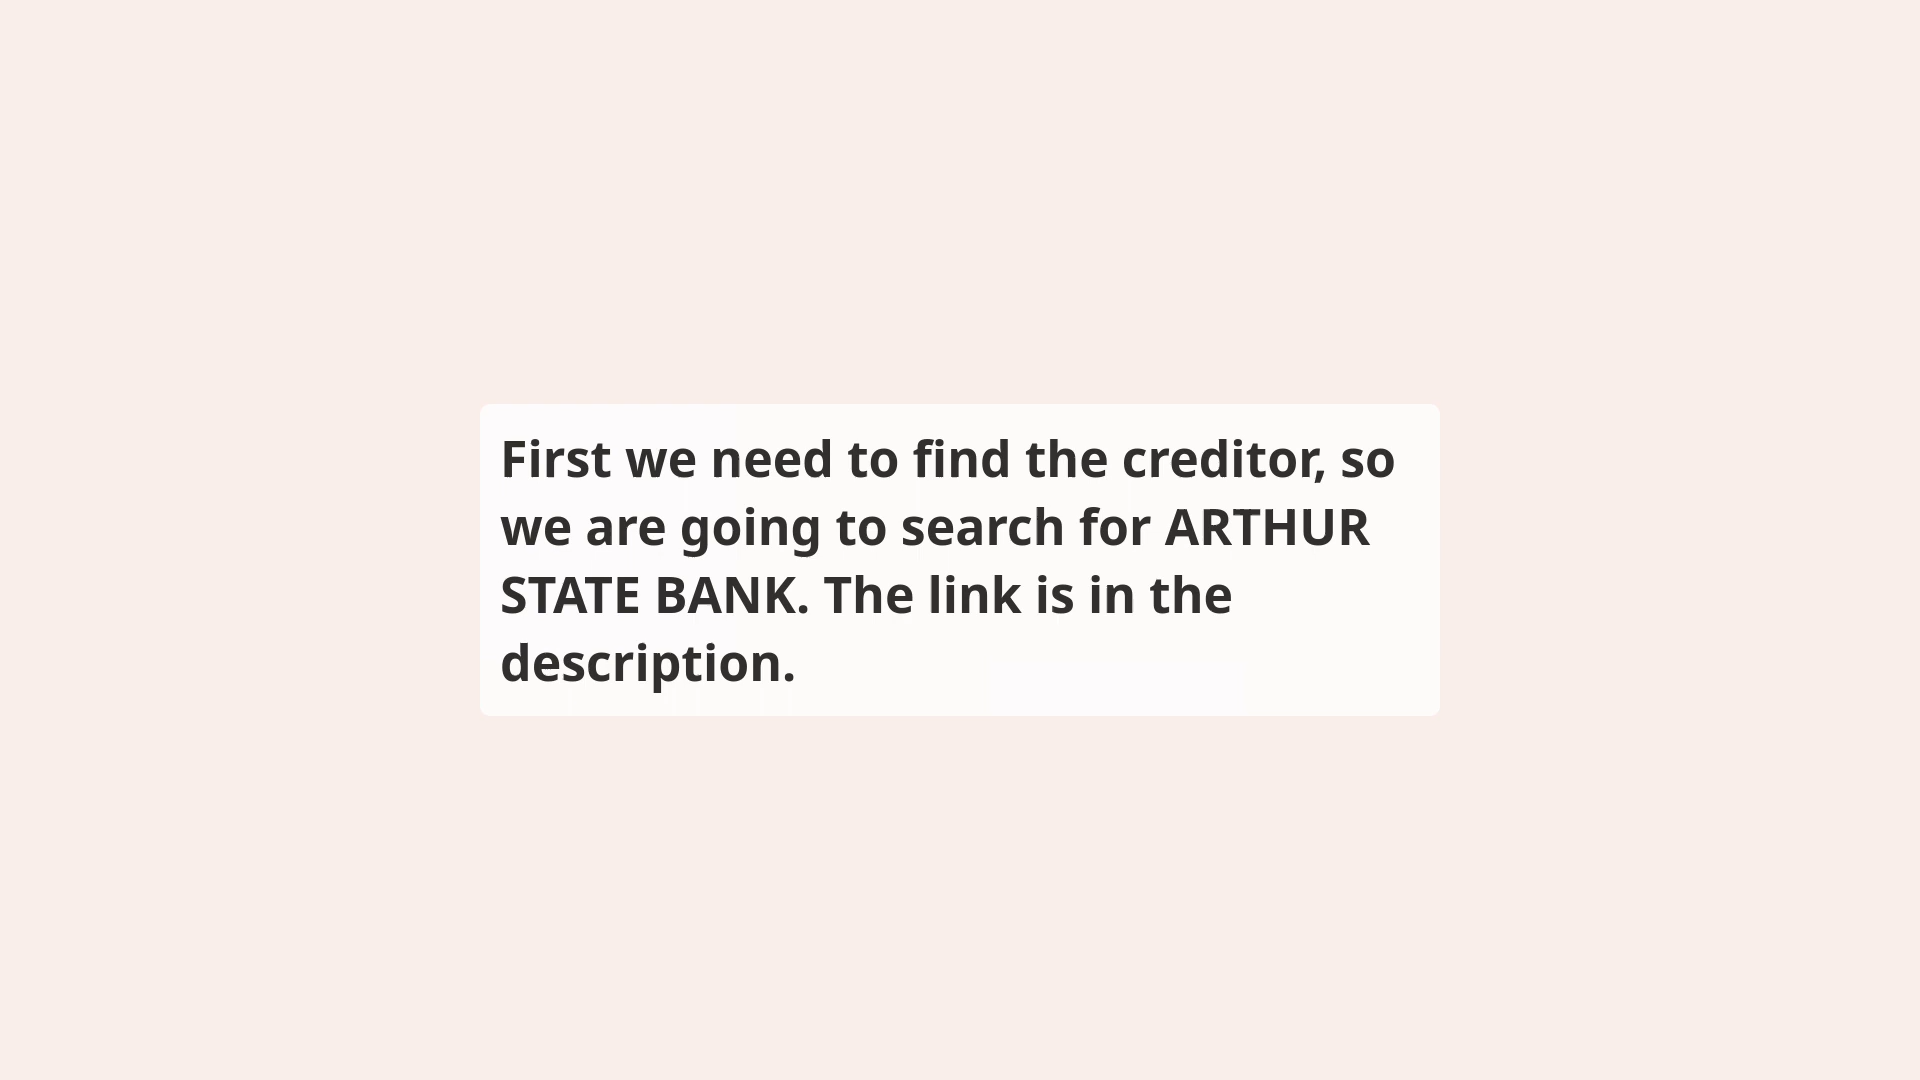 First we need to find the creditor, so
we are going to search for ARTHUR
STATE BANK. The link is in the
description.